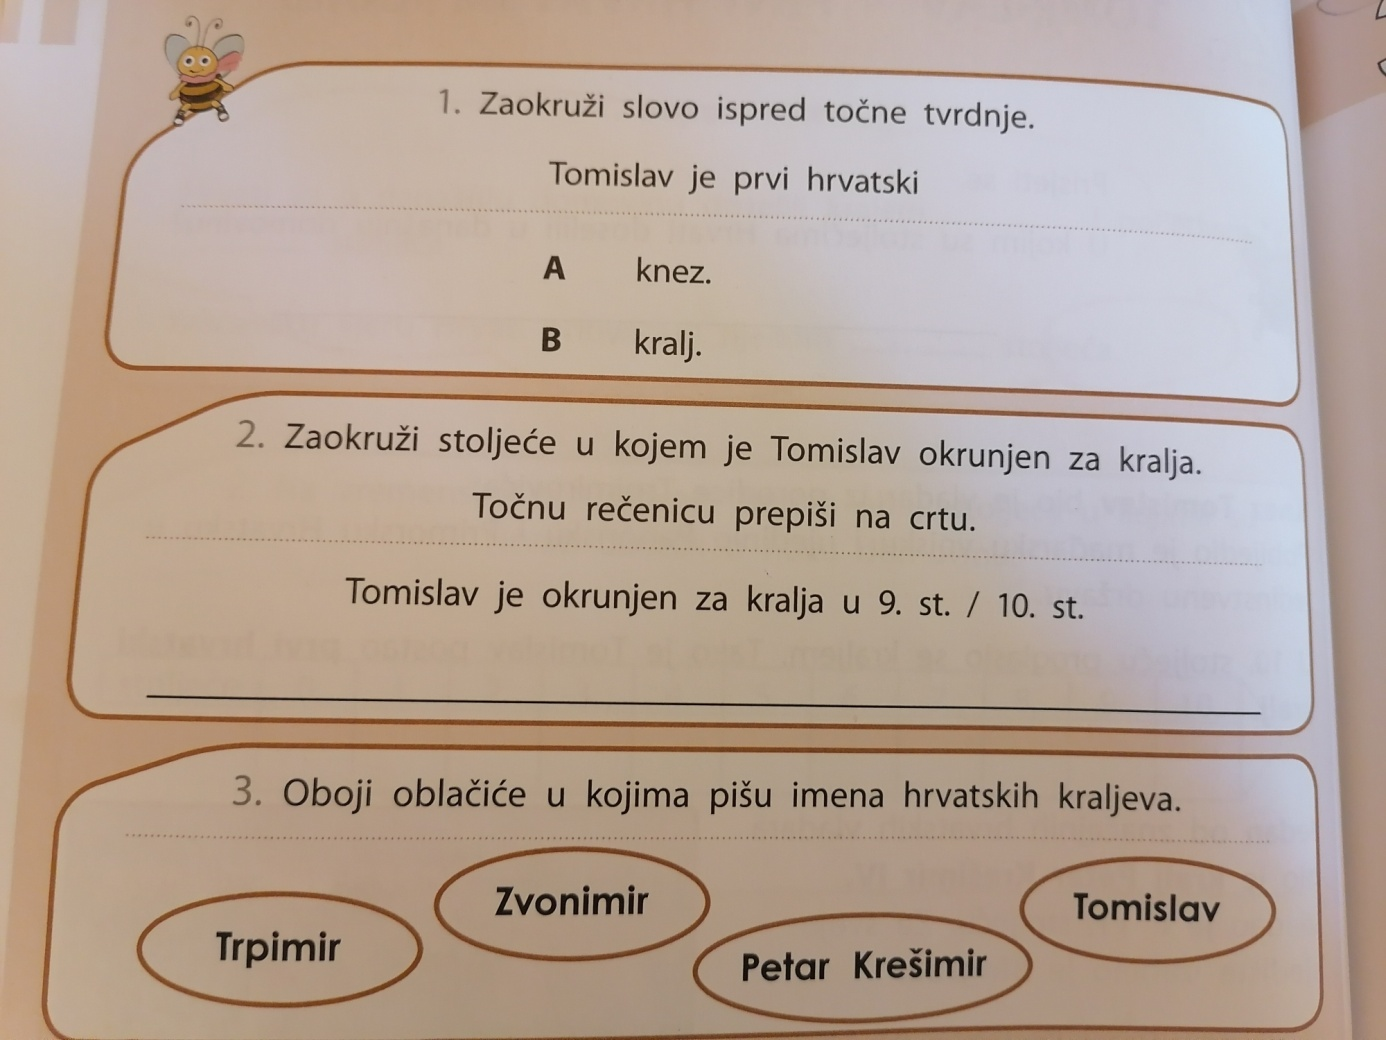 1. Zaokruži slovo ispred točne tvrdnje.
Tomislav je prvi hrvatski
A knez.
B kralj.
2. Zaokruži stoljeće u kojem je Tomislav okrunjen za kralja.
Točnu rečenicu prepiši na crtu.
Tomislav je okrunjen za kralja u 9. st. / 10. st.
3. Oboji oblačiće u kojima pišu imena hrvatskih kraljeva.
Trpimir
Zvonimir
Petar Krešimir
Tomislav